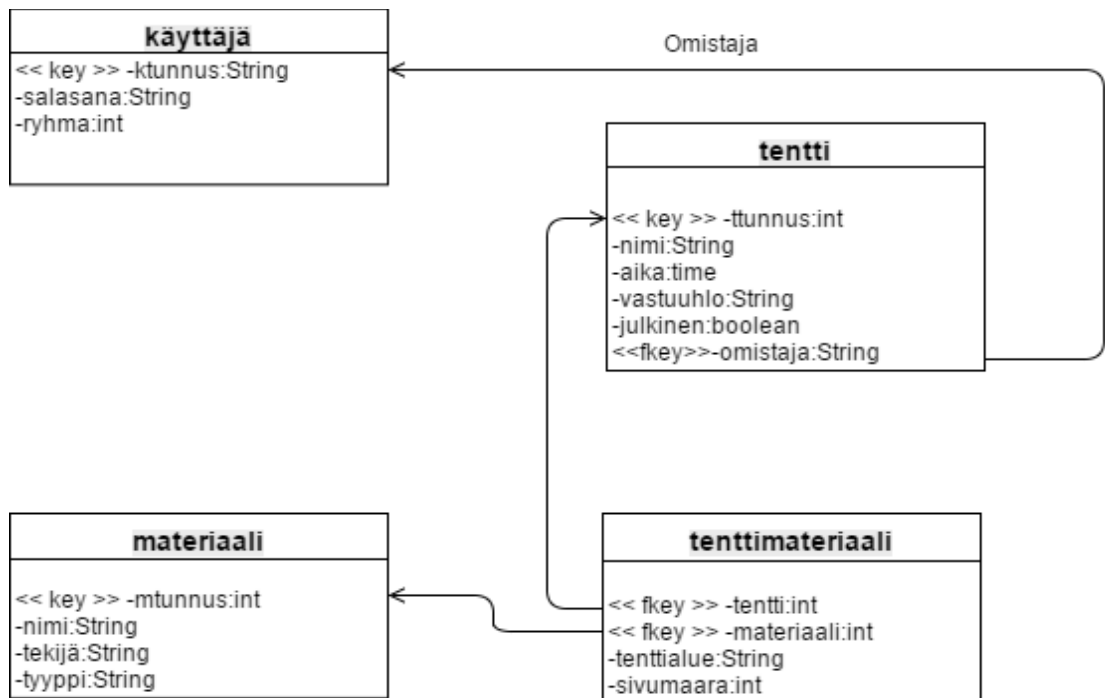 käyttäjä
<< key >> -ktunnus:String
-salasana:String
-ryhma:int
Omistaja
tentti
<< key >> -ttunnus:int
-nimi:String
-aika:time
-vastuuhlo:String
-julkinen:boolean
<<fkey>>-omistaja:String
materiaali
<< key >> -mtunnus:int
-nimi:String
-tekijä:String
-tyyppi:String
tenttimateriaali
<< fkey >> -tentti:int
<< fkey >> -materiaali:int
-tenttialue:String
-sivumaara:int